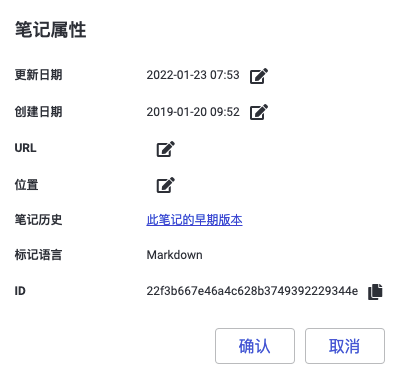 笔记属性
更新日期 2022-01-23 07:53
创建日期 2019-01-20 09:52
URL
位置
笔记历史 此笔记的早期版本
标记语言 Markdown
ID 22f3b667e46a4c628b3749392229344e
确认 取消